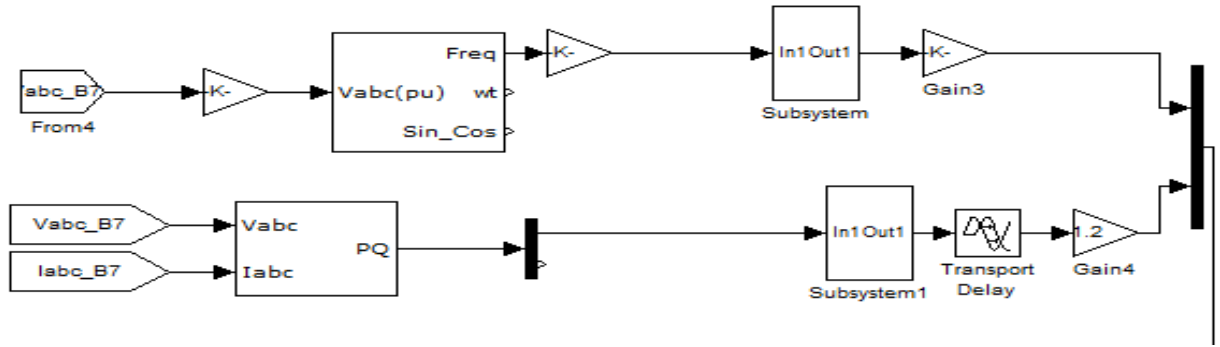 Freq
In1 Out1
K-
K-
abc_B7
K-
Vabc(pu)
wt
Gain3
From4
Sin_Cos
Subsystem
Vabc_B7
Vabc
PQ
In1 Out1
1.2
Iabc_B7
Iabc
Transport
Delay
Gain4
Subsystem1